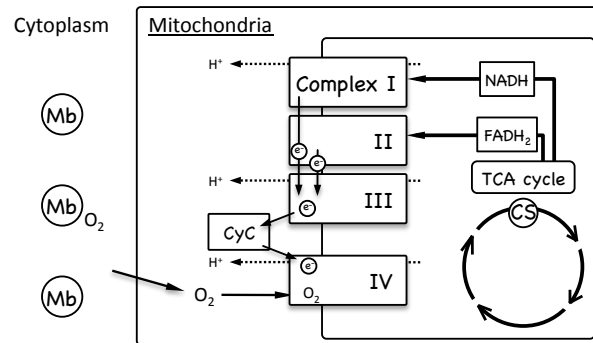 Cytoplasm
Mitochondria
H⁺
Complex I
NADH
Mb
II
FADH₂
e⁻
e⁻
H⁺
III
TCA cycle
Mb O₂
e⁻
CS
CyC
H⁺
e⁻
IV
Mb
O₂
O₂